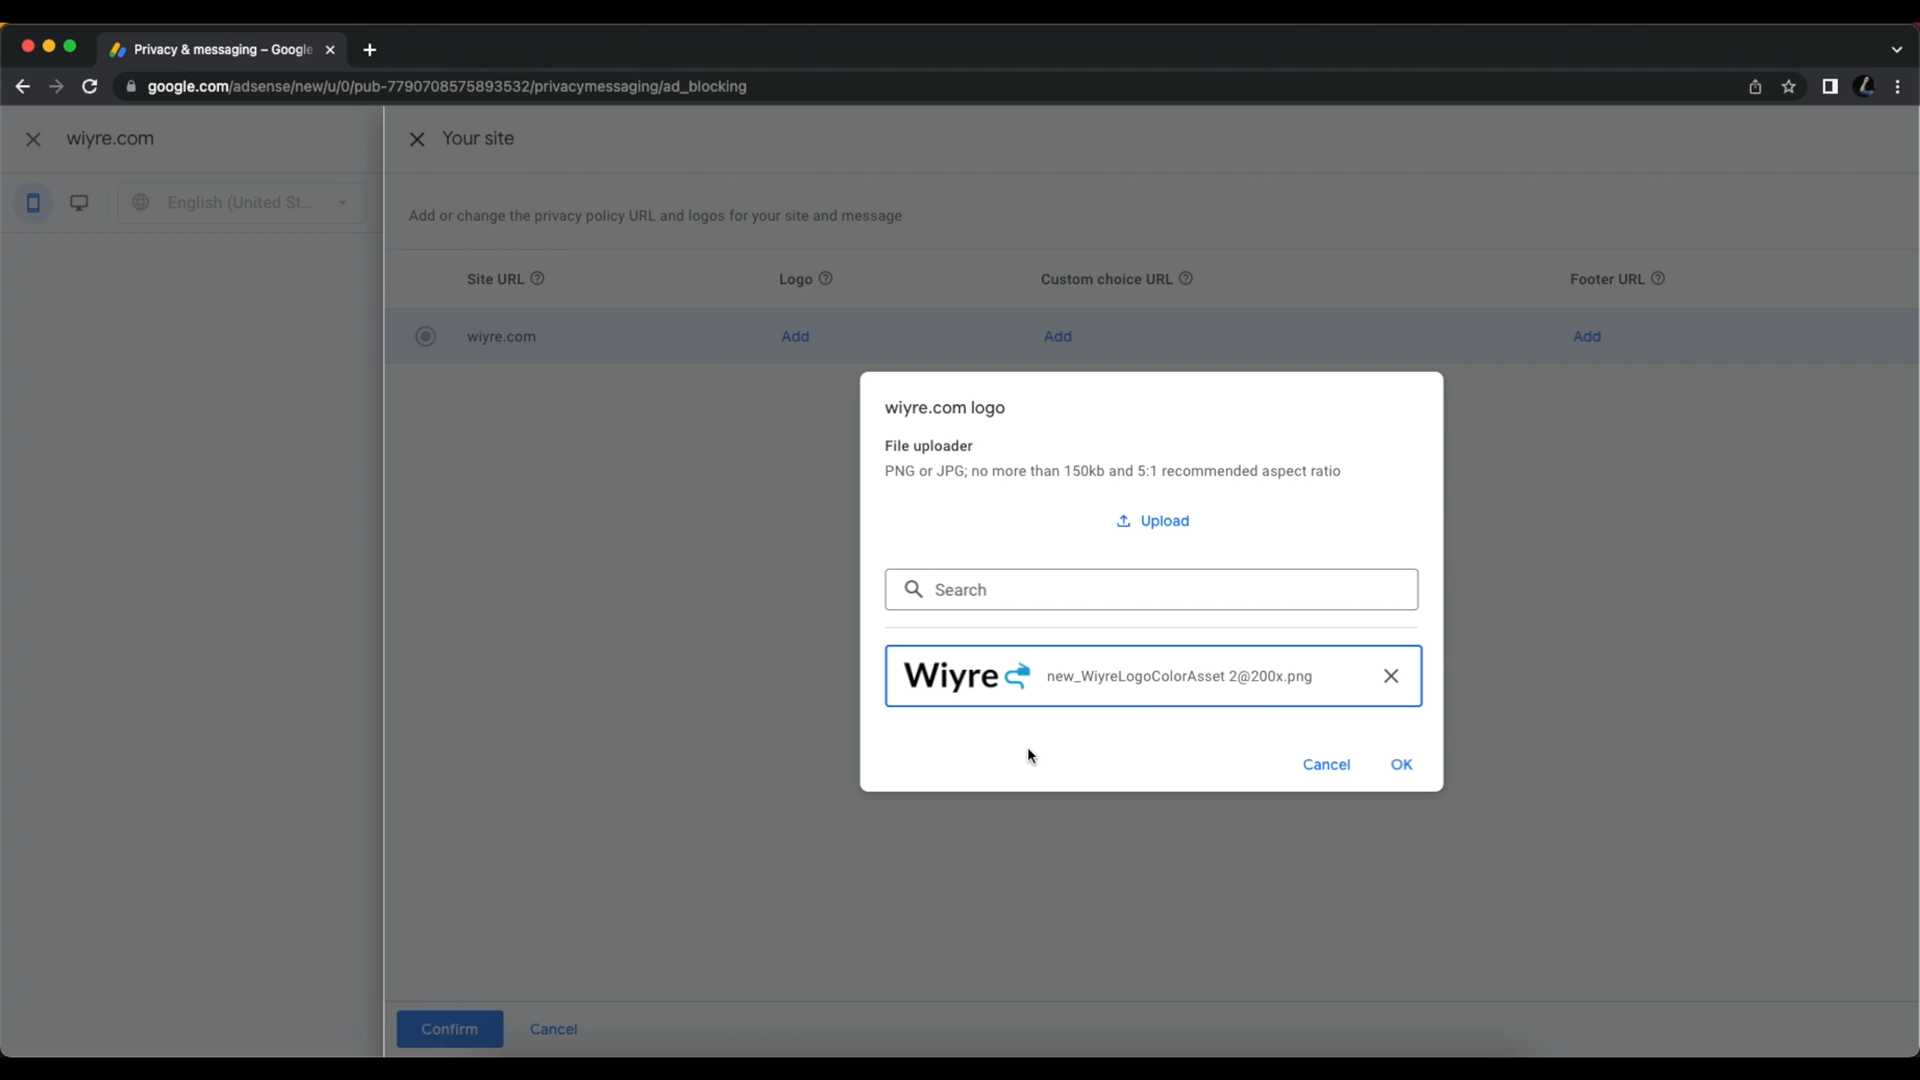 Privacy & messaging – Google
google.com/adsense/new/u/0/pub-7790708575893532/privacymessaging/ad_blocking
wiyre.com
Your site
English (United St...
Add or change the privacy policy URL and logos for your site and message
Site URL
Logo
Custom choice URL
Footer URL
wiyre.com
Add
Add
Add
wiyre.com logo
File uploader
PNG or JPG; no more than 150kb and 5:1 recommended aspect ratio
Upload
Search
Wiyre
new_WiyreLogoColorAsset 2@200x.png
Cancel
OK
Confirm
Cancel